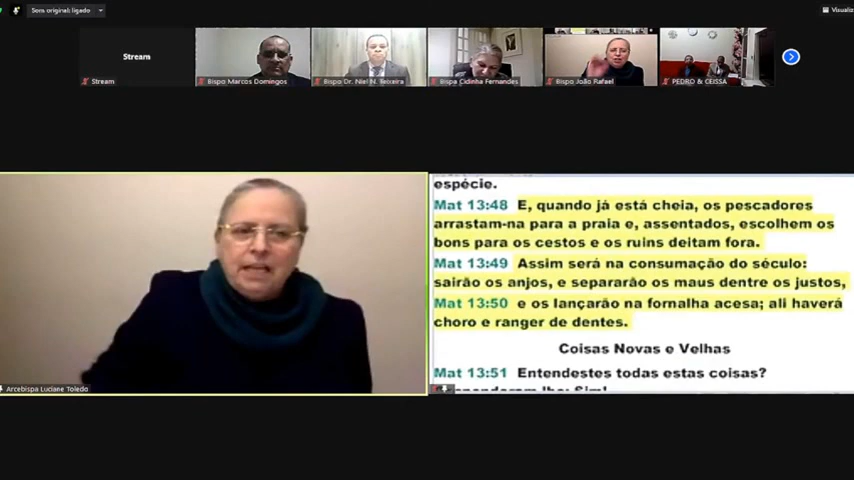 Som original: ligado
Visualiz
Stream
Stream
Bispo Marcos Domingos
Bispo Dr. Niel N. Teixeira
Bispa Cidinha Fernandes
Bispo João Rafael
PEDRO & CEISSA
espécie.
Mat 13:48 E, quando já está cheia, os pescadores
arrastam-na para a praia e, assentados, escolhem os
bons para os cestos e os ruins deitam fora.
Mat 13:49 Assim será na consumação do século:
sairão os anjos, e separarão os maus dentre os justos,
Mat 13:50 e os lançarão na fornalha acesa; ali haverá
choro e ranger de dentes.
Coisas Novas e Velhas
Mat 13:51 Entendestes todas estas coisas?
Arcebispa Luciane Toledo